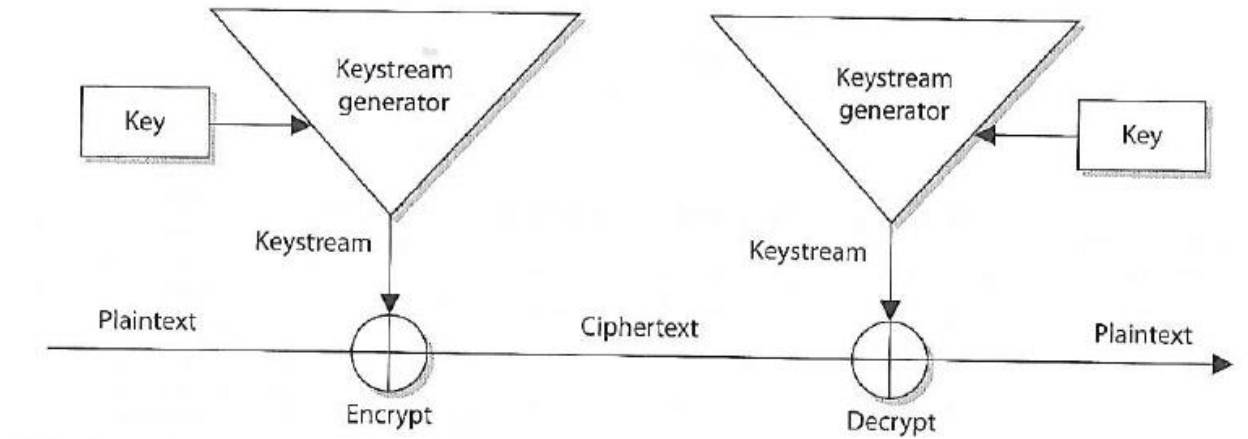 Keystream
generator
Key
Keystream
Plaintext
Encrypt
Ciphertext
Keystream
generator
Key
Keystream
Plaintext
Decrypt